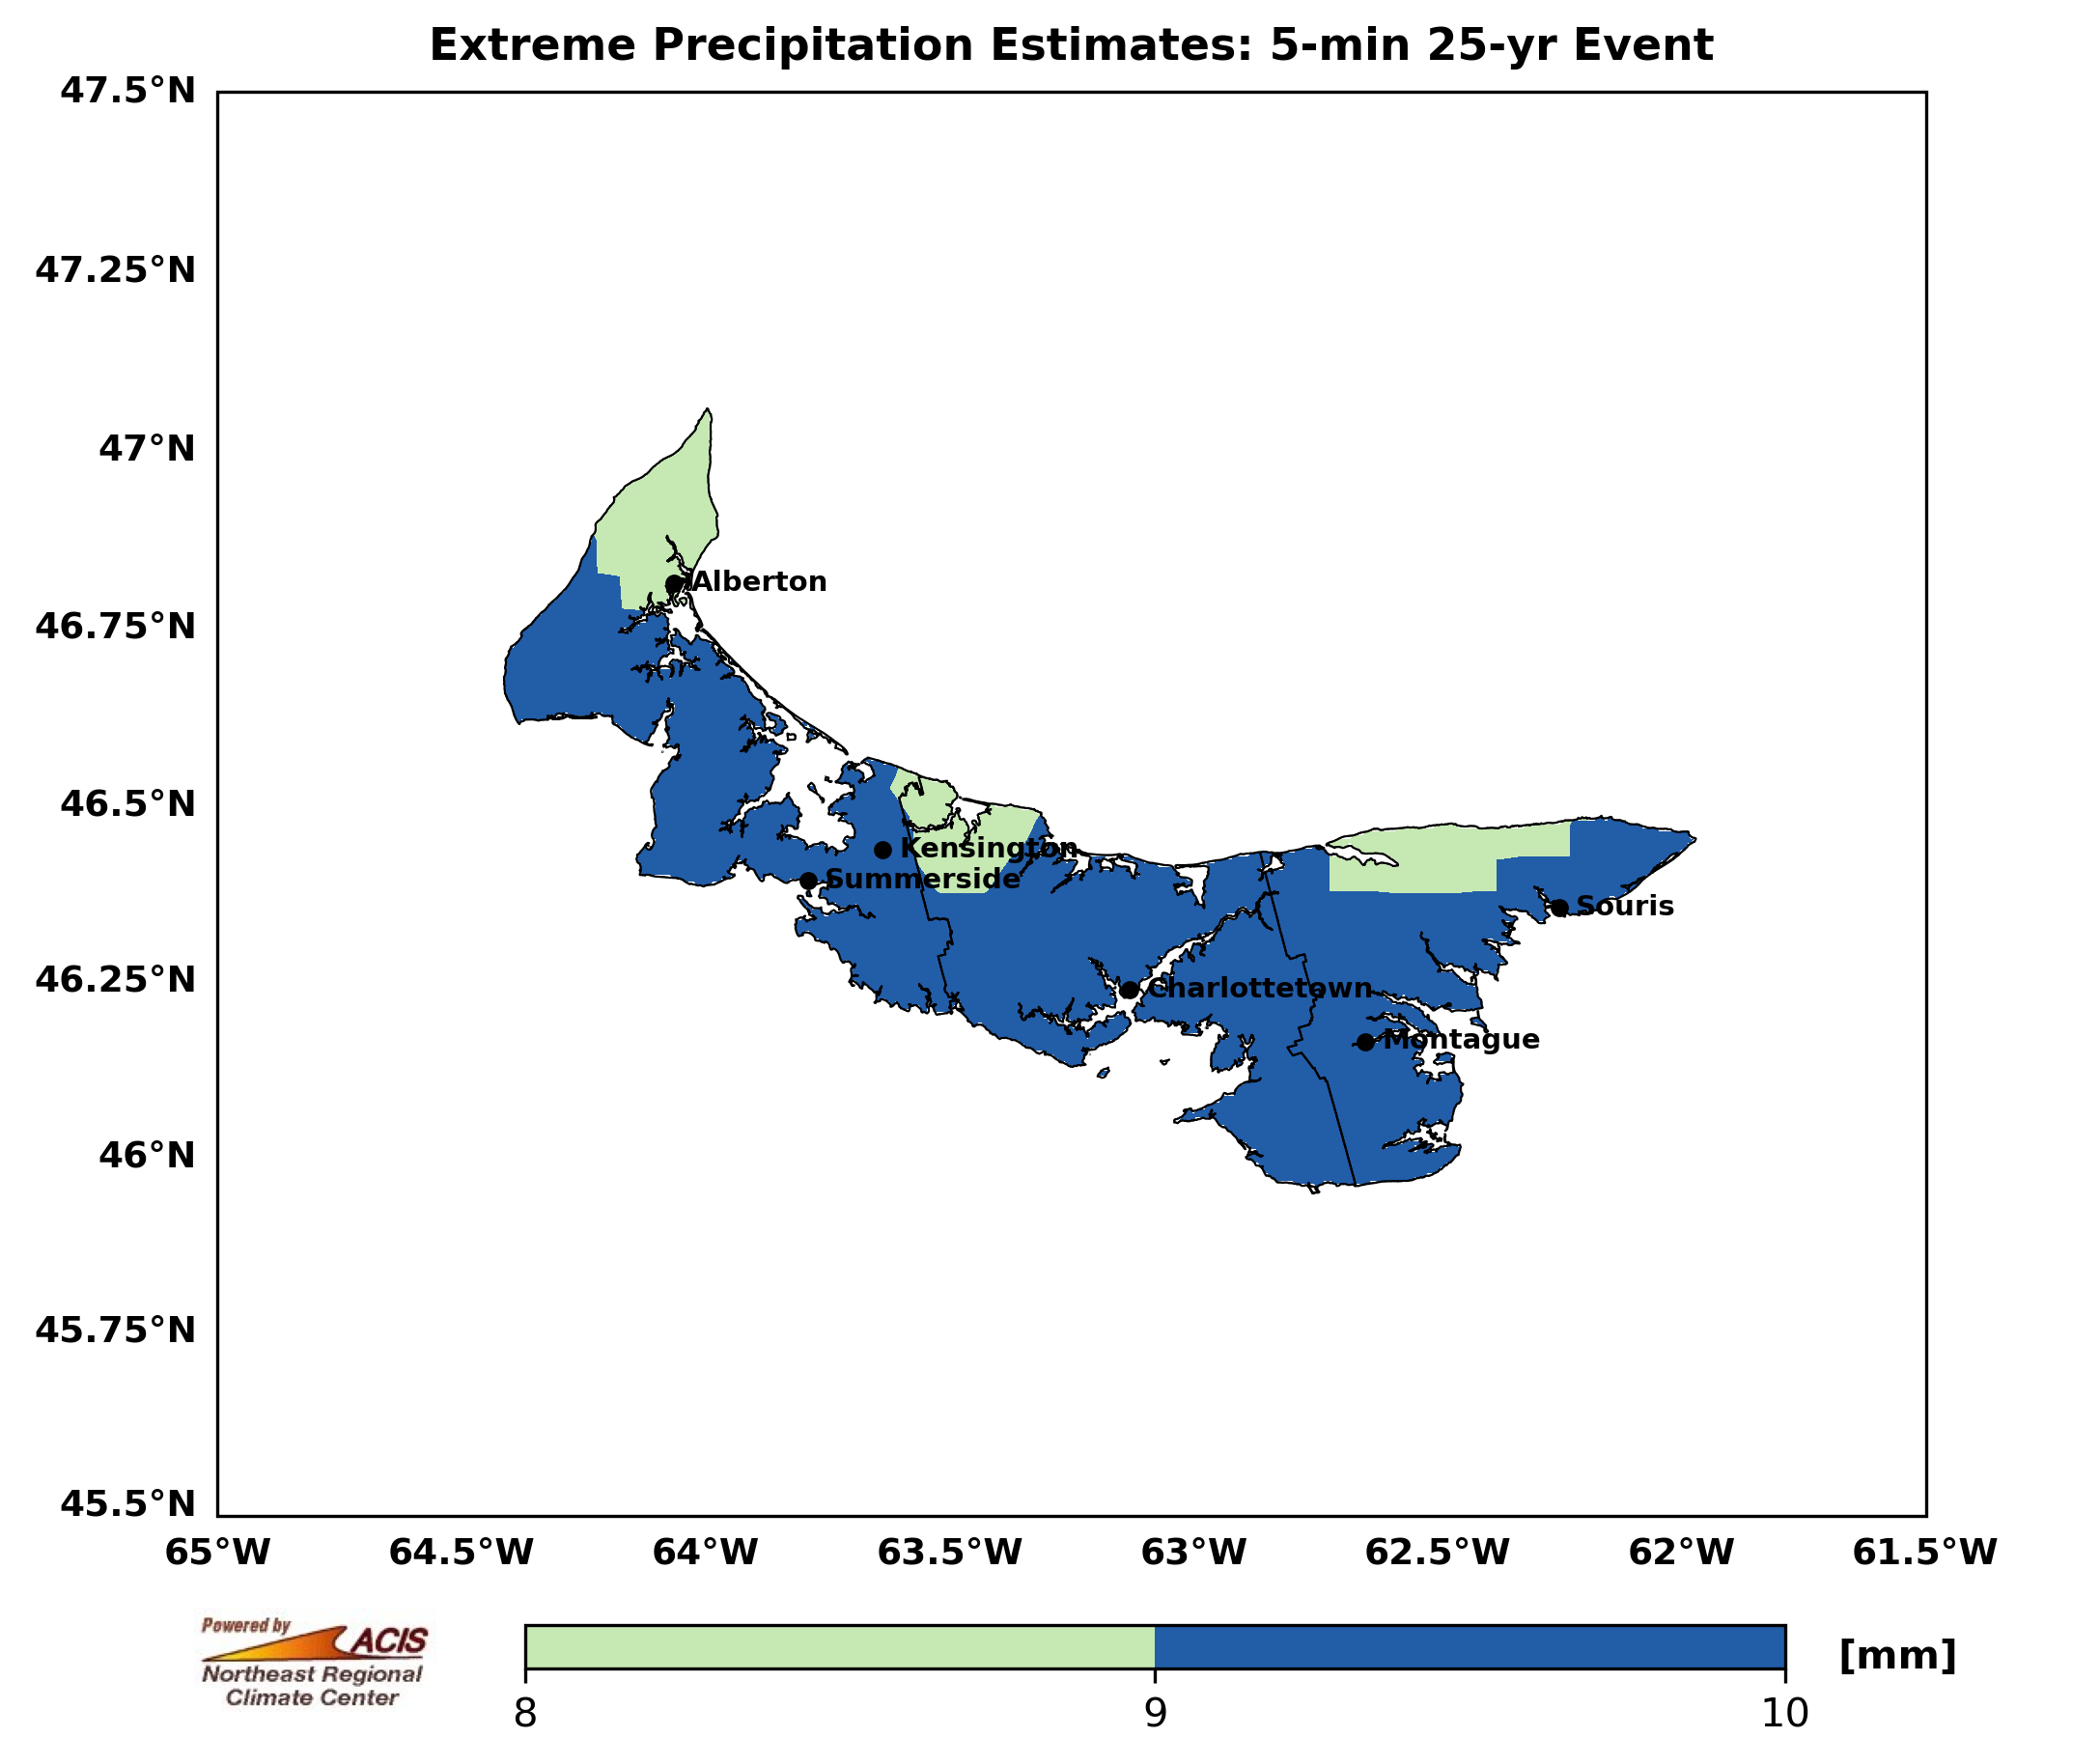 Extreme Precipitation Estimates: 5-min 25-yr Event
47.5°N
47.25°N
47°N
46.75°N
46.5°N
46.25°N
46°N
45.75°N
45.5°N
Alberton
Kensington
Summerside
Souris
Charlottetown
Montague
65°W 64.5°W 64°W 63.5°W 63°W 62.5°W 62°W 61.5°W
Powered by
ACIS
Northeast Regional
Climate Center
[mm]
8 9 10